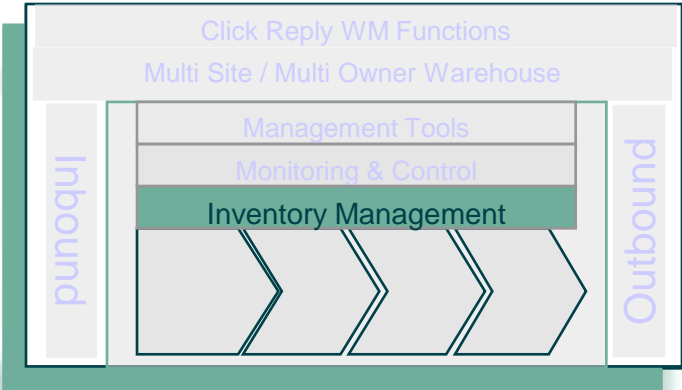 Click Reply WM Functions
Multi Site / Multi Owner Warehouse
Management Tools
Monitoring & Control
Inventory Management
Inbound
Outbound